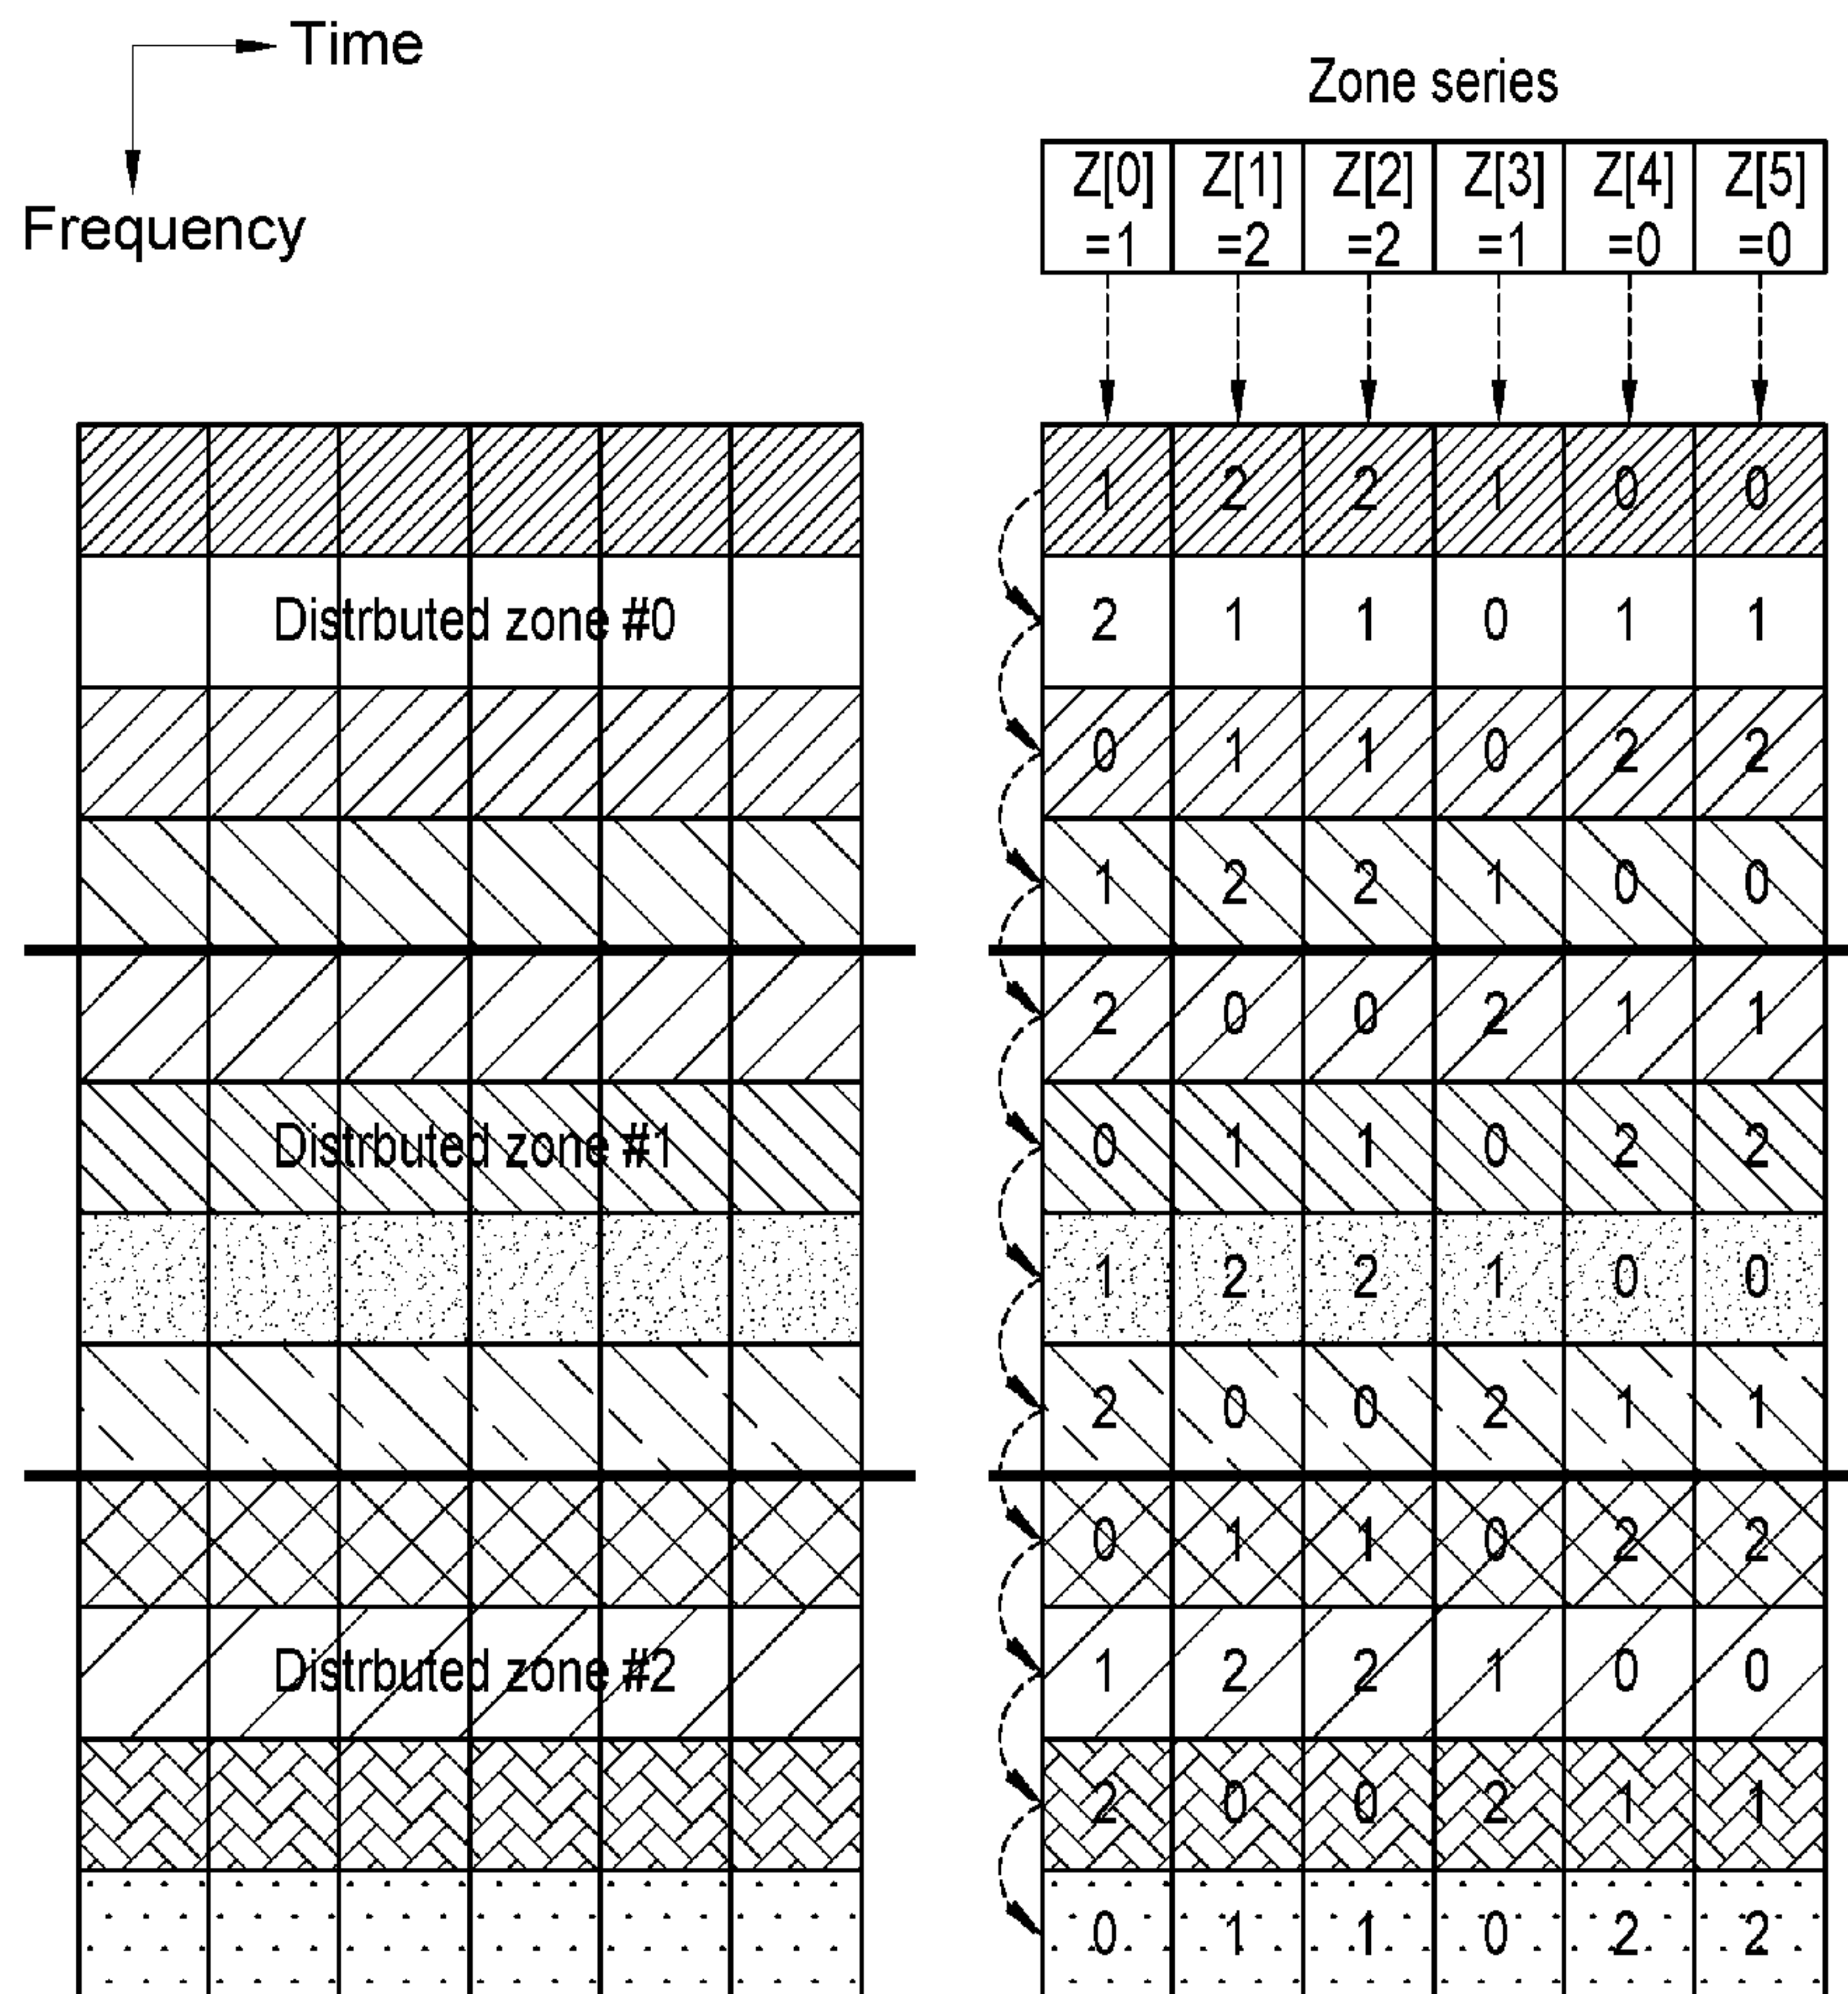 Time
Frequency
Zone series
Z[0] Z[1] Z[2] Z[3] Z[4] Z[5]
=1 =2 =2 =1 =0 =0
1 2 2 1 0 0
Distrbuted zone #0 2 1 1 0 1 1
0 1 1 0 2 2
1 2 2 1 0 0
2 0 0 2 1 1
Distrbuted zone #1 0 1 1 0 2 2
1 2 2 1 0 0
2 0 0 2 1 1
0 1 1 0 2 2
Distrbuted zone #2 1 2 2 1 0 0
2 0 0 2 1 1
0 1 1 0 2 2